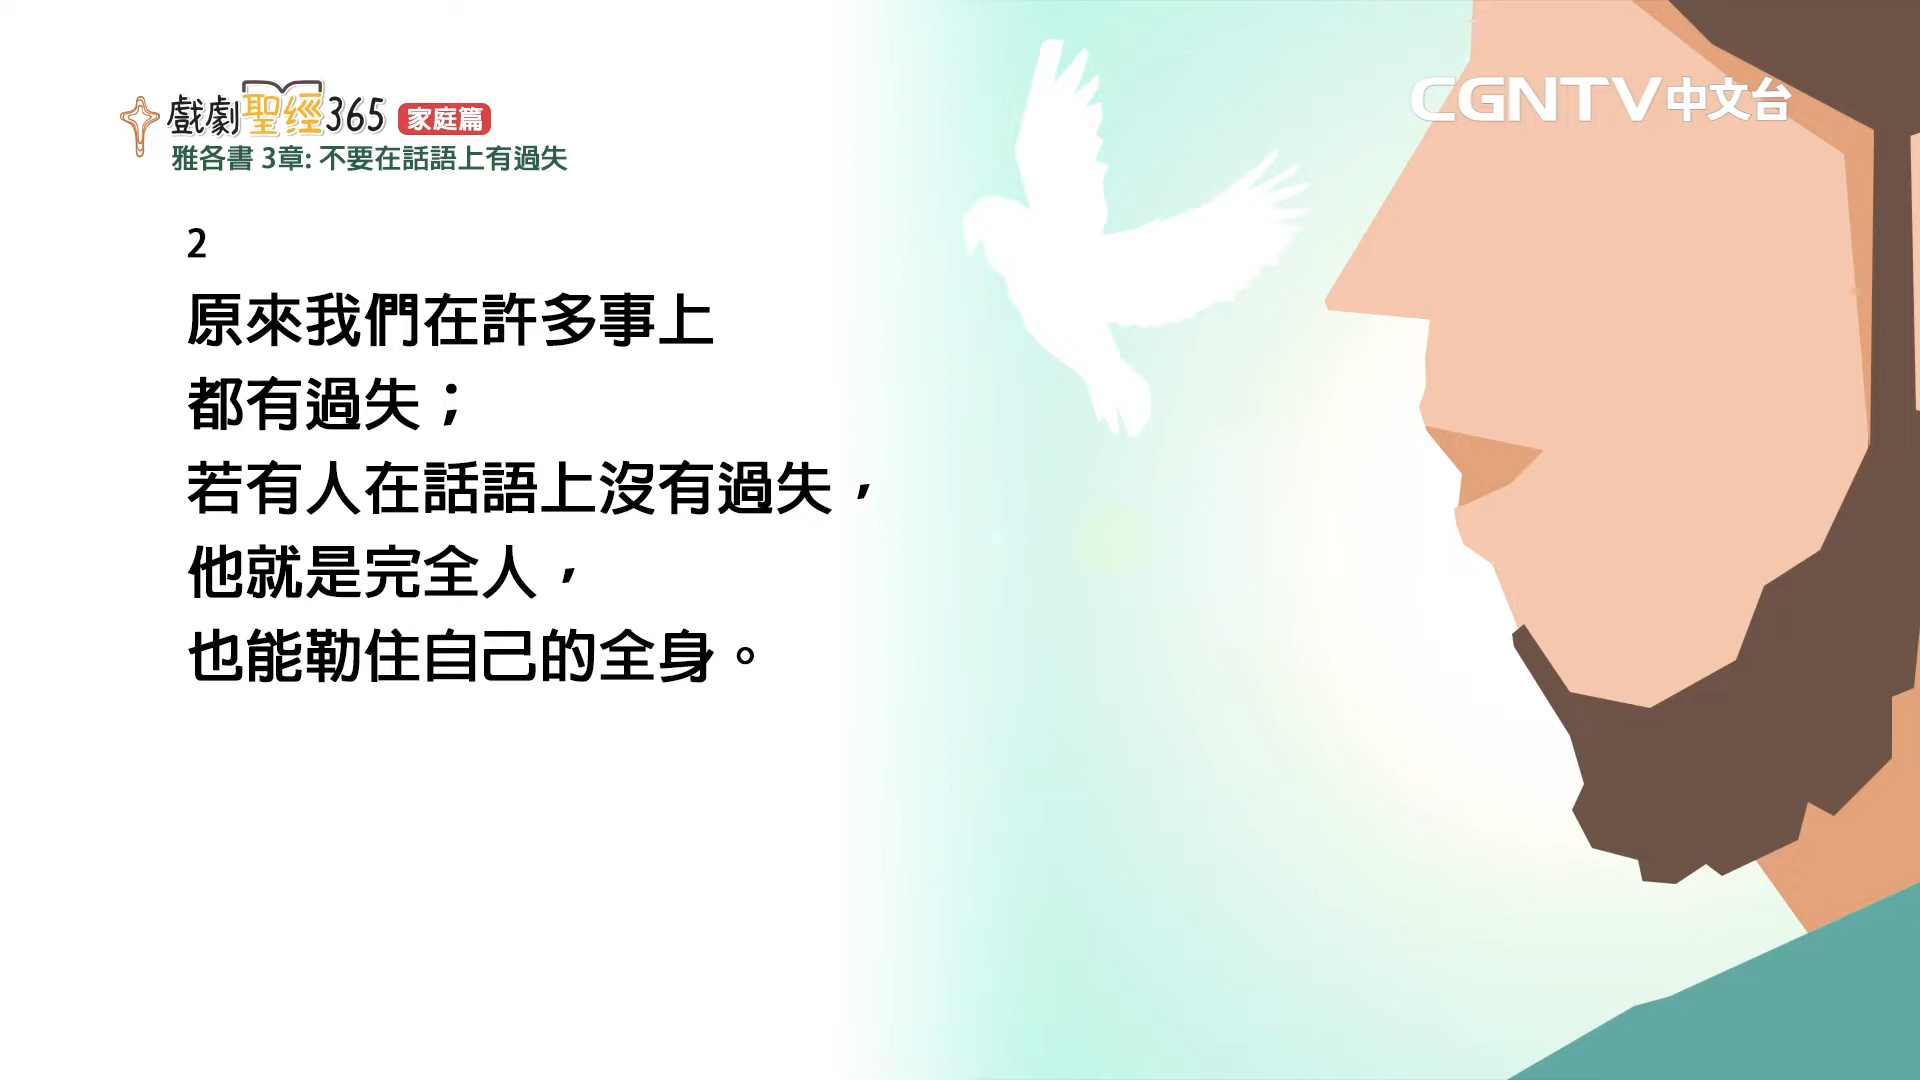 戲劇聖經365 家庭篇
雅各書 3章: 不要在話語上有過失
CGNTV中文台
2
原來我們在許多事上
都有過失；
若有人在話語上沒有過失，
他就是完全人，
也能勒住自己的全身。